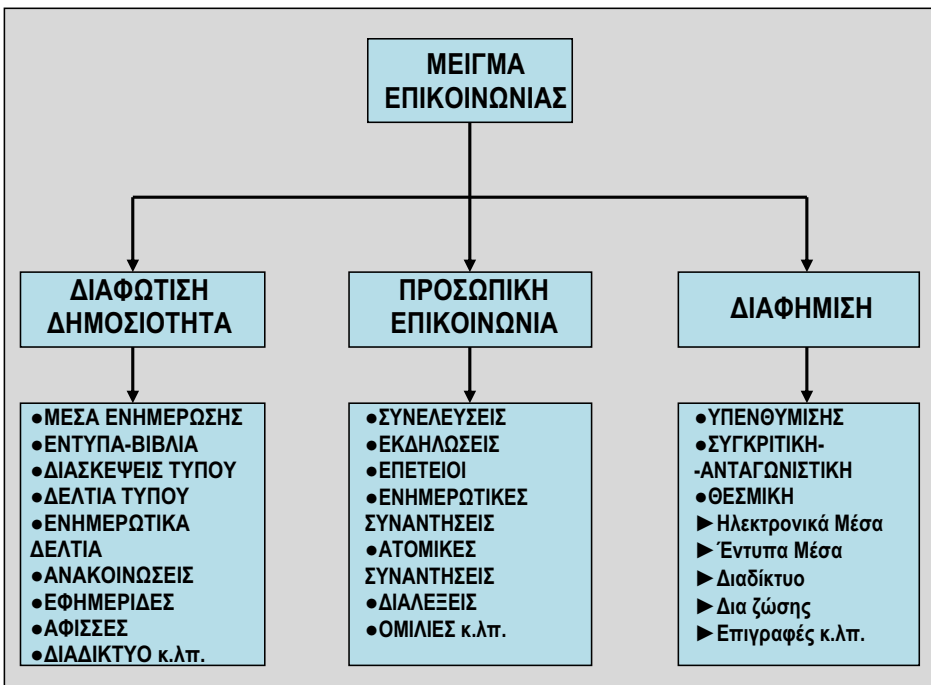 ΜΕΙΓΜΑ
ΕΠΙΚΟΙΝΩΝΙΑΣ
ΔΙΑΦΩΤΙΣΗ
ΔΗΜΟΣΙΟΤΗΤΑ
ΠΡΟΣΩΠΙΚΗ
ΕΠΙΚΟΙΝΩΝΙΑ
ΔΙΑΦΗΜΙΣΗ
●ΜΕΣΑ ΕΝΗΜΕΡΩΣΗΣ
●ΕΝΤΥΠΑ-ΒΙΒΛΙΑ
●ΔΙΑΣΚΕΨΕΙΣ ΤΥΠΟΥ
●ΔΕΛΤΙΑ ΤΥΠΟΥ
●ΕΝΗΜΕΡΩΤΙΚΑ
ΔΕΛΤΙΑ
●ΑΝΑΚΟΙΝΩΣΕΙΣ
●ΕΦΗΜΕΡΙΔΕΣ
●ΑΦΙΣΣΕΣ
●ΔΙΑΔΙΚΤΥΟ κ.λπ.
●ΣΥΝΕΛΕΥΣΕΙΣ
●ΕΚΔΗΛΩΣΕΙΣ
●ΕΠΕΤΕΙΟΙ
●ΕΝΗΜΕΡΩΤΙΚΕΣ
ΣΥΝΑΝΤΗΣΕΙΣ
●ΑΤΟΜΙΚΕΣ
ΣΥΝΑΝΤΗΣΕΙΣ
●ΔΙΑΛΕΞΕΙΣ
●ΟΜΙΛΙΕΣ κ.λπ.
●ΥΠΕΝΘΥΜΙΣΗΣ
●ΣΥΓΚΡΙΤΙΚΗ-
-ΑΝΤΑΓΩΝΙΣΤΙΚΗ
●ΘΕΣΜΙΚΗ
►Ηλεκτρονικά Μέσα
►Έντυπα Μέσα
►Διαδίκτυο
►Δια ζώσης
►Επιγραφές κ.λπ.